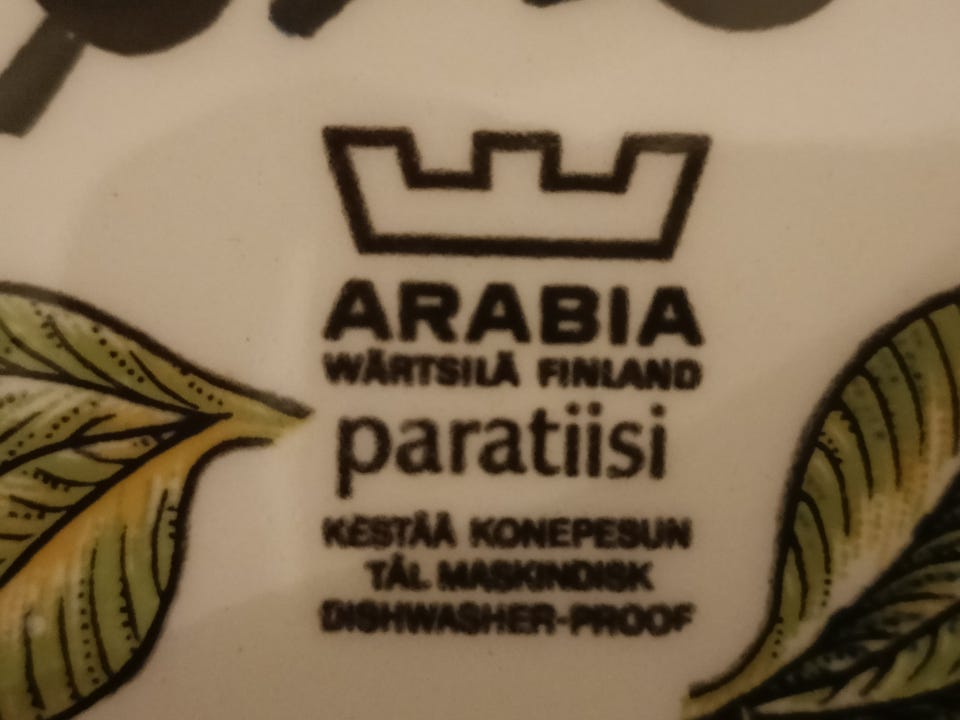 ARABIA
WÄRTSILÄ FINLAND
paratiisi
KESTÄÄ KONEPESUN
TÅL MASKINDISK
DISHWASHER-PROOF